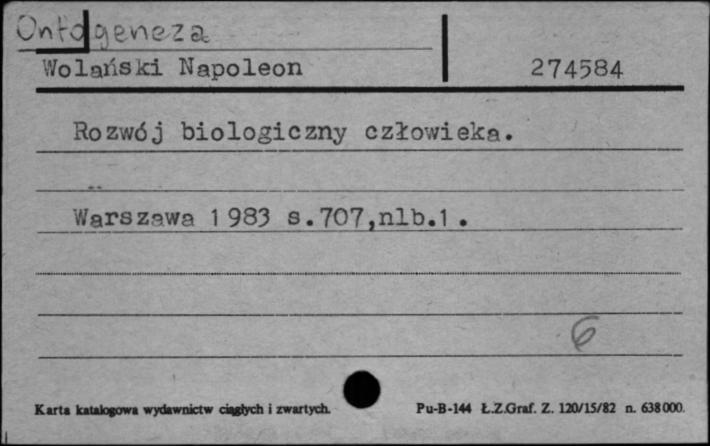 Ontogeneza
Wolański Napoleon 274584
Rozwój biologiczny człowieka.
Warszawa 1983 s.707,nlb.1.
6
Karta katalogowa wydawnictw ciągłych i zwartych. Pu-B-144 Ł.Z.Graf. Z. 120/15/82 n. 638000.